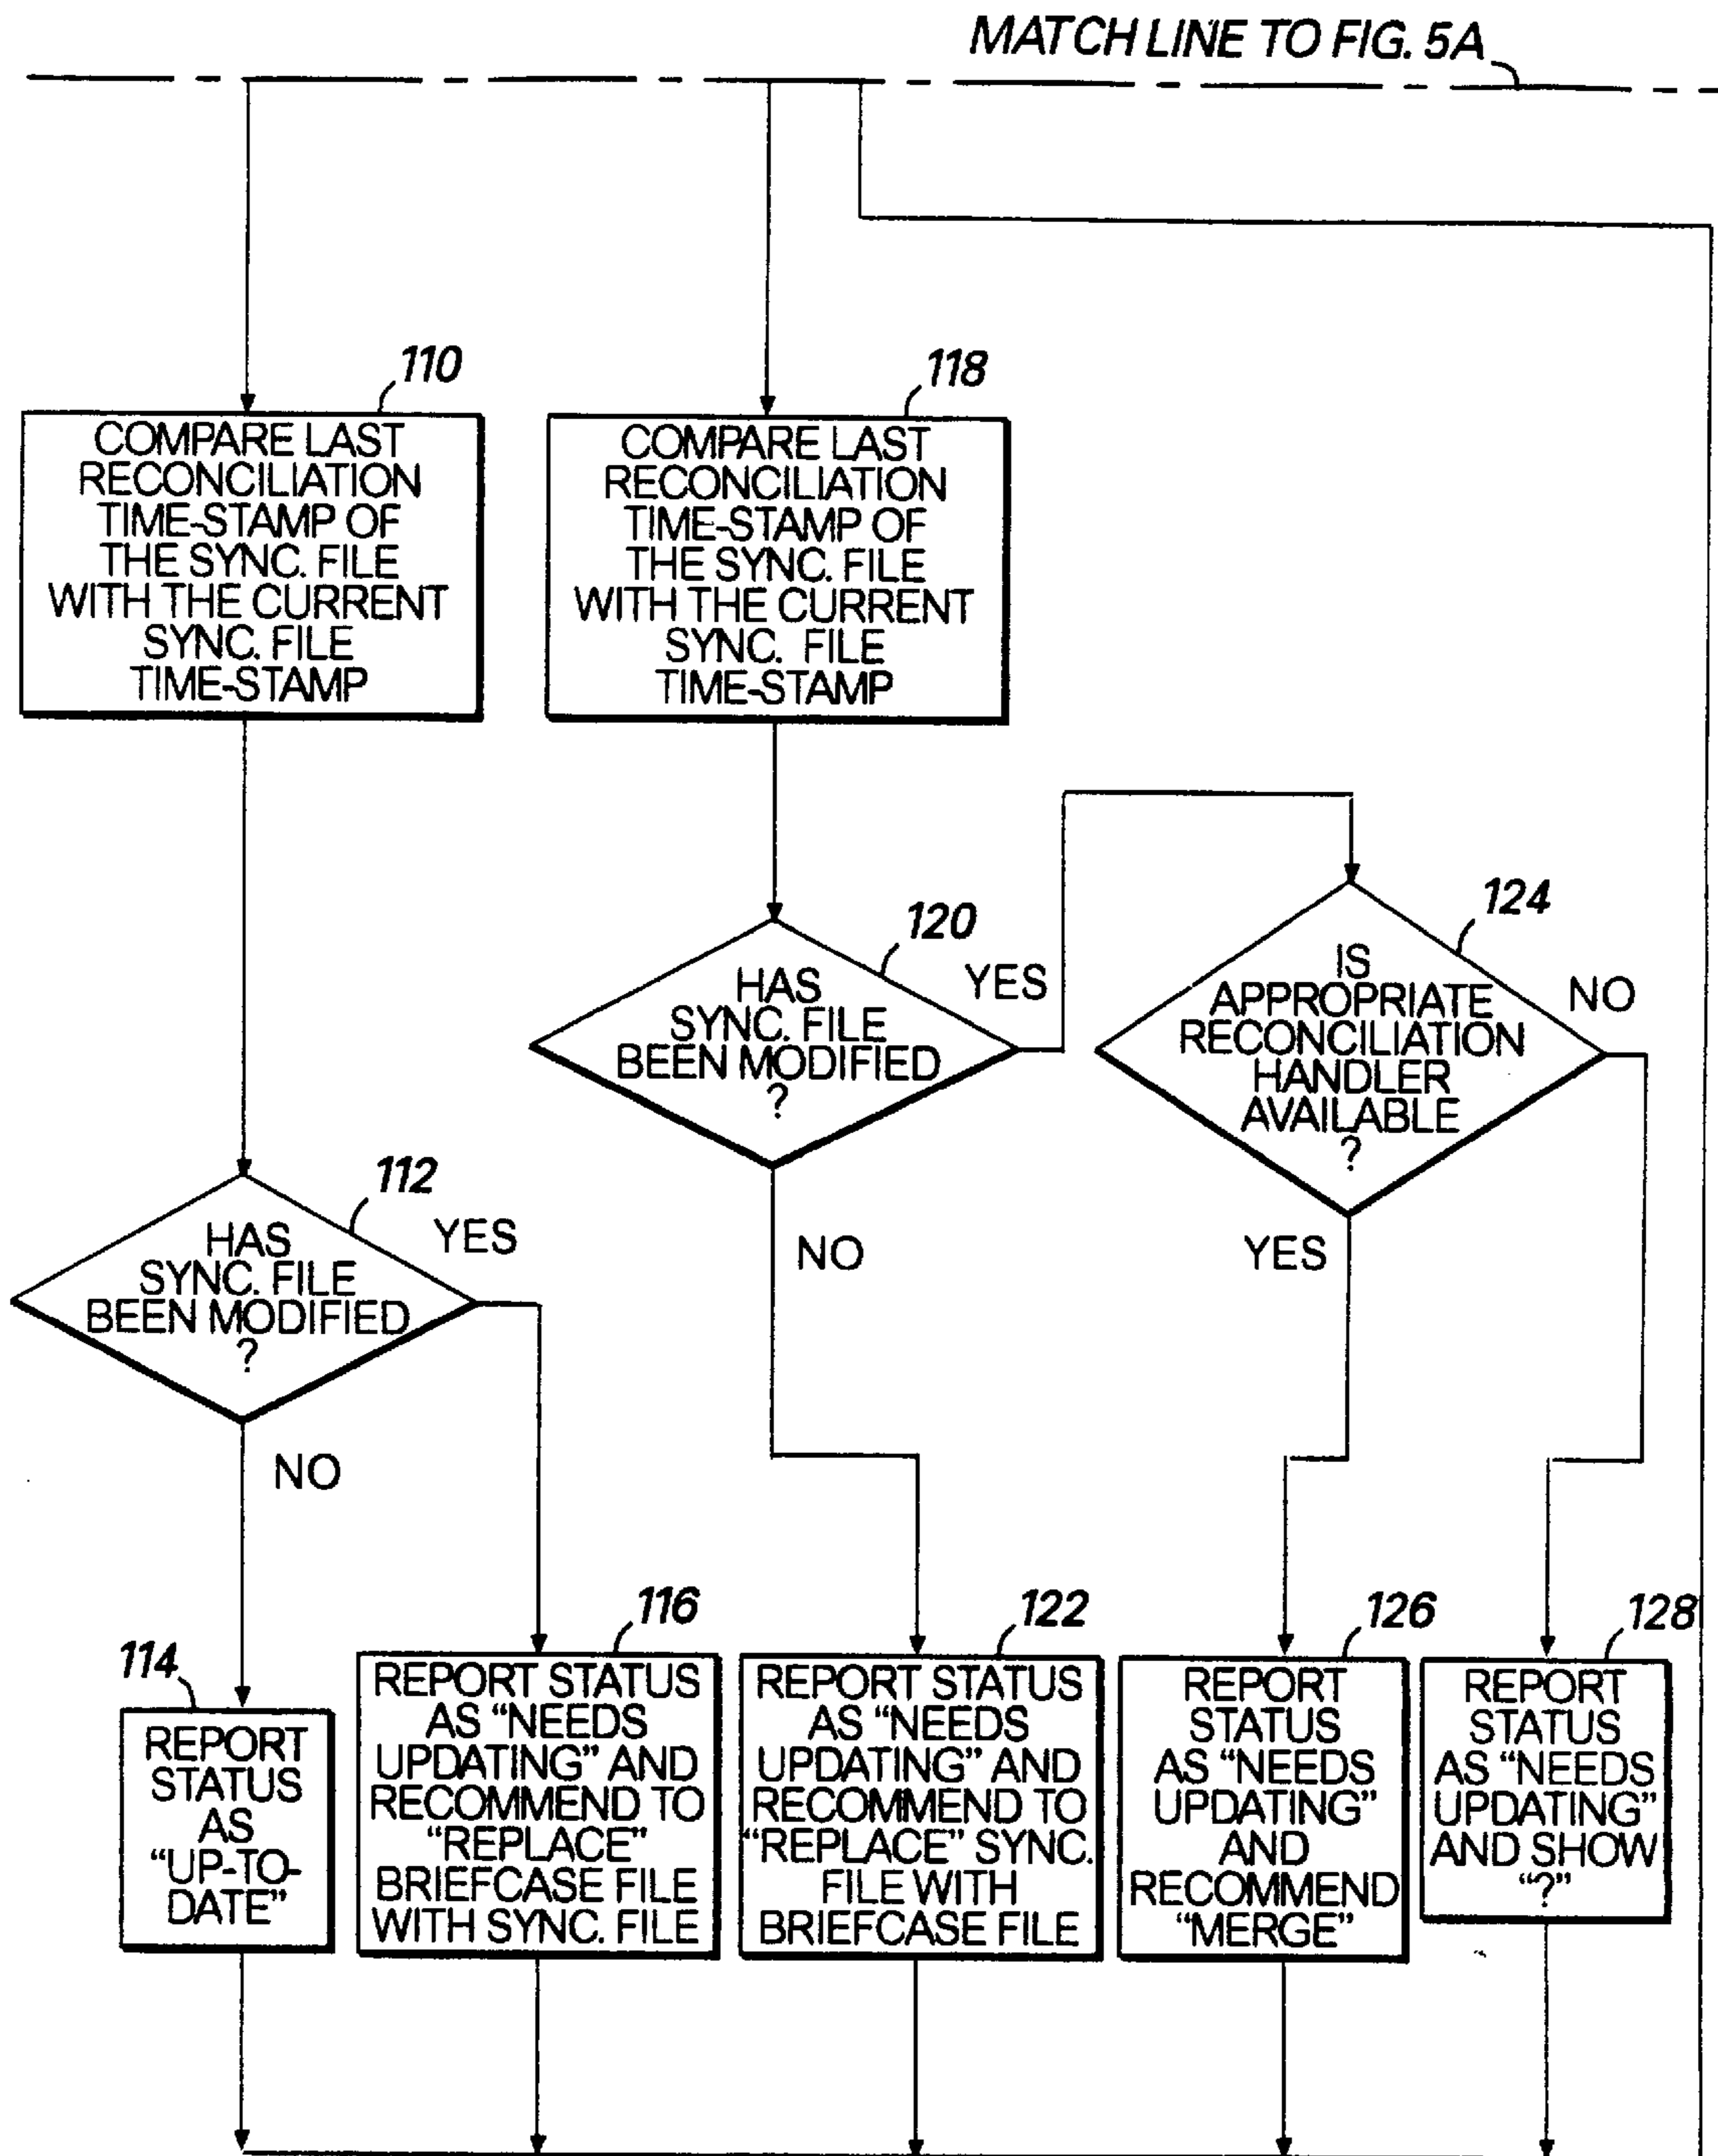 MATCH LINE TO FIG. 5A
110
COMPARE LAST
RECONCILIATION
TIME-STAMP OF
THE SYNC. FILE
WITH THE CURRENT
SYNC. FILE
TIME-STAMP
118
COMPARE LAST
RECONCILIATION
TIME-STAMP OF
THE SYNC. FILE
WITH THE CURRENT
SYNC. FILE
TIME-STAMP
120
HAS
SYNC. FILE
BEEN MODIFIED
?
YES
NO
124
IS
APPROPRIATE
RECONCILIATION
HANDLER
AVAILABLE
?
NO
YES
112
HAS
SYNC. FILE
BEEN MODIFIED
?
YES
NO
114
REPORT
STATUS
AS
“UP-TO-
DATE”
116
REPORT STATUS
AS “NEEDS
UPDATING” AND
RECOMMEND TO
“REPLACE”
BRIEFCASE FILE
WITH SYNC. FILE
122
REPORT STATUS
AS “NEEDS
UPDATING” AND
RECOMMEND TO
“REPLACE” SYNC.
FILE WITH
BRIEFCASE FILE
126
REPORT
STATUS
AS “NEEDS
UPDATING”
AND
RECOMMEND
“MERGE”
128
REPORT
STATUS
AS “NEEDS
UPDATING”
AND SHOW
“?”